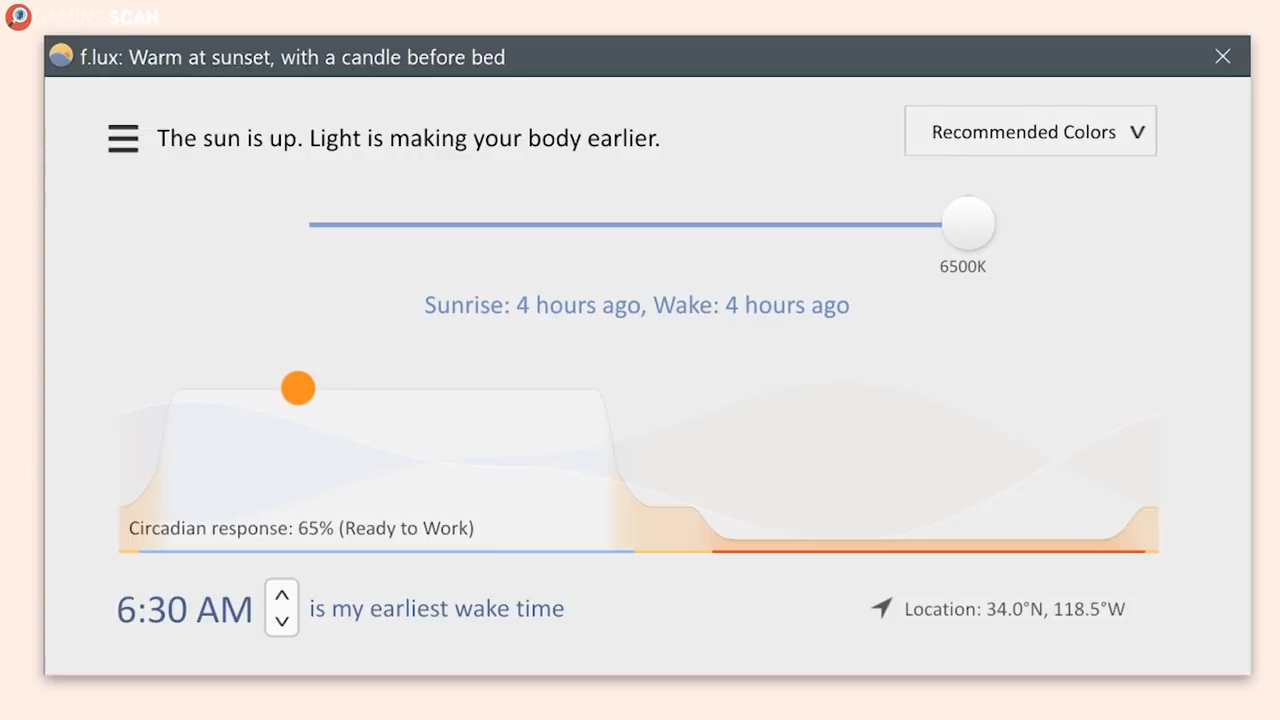 GAMINGSCAN
f.lux: Warm at sunset, with a candle before bed
The sun is up. Light is making your body earlier.
Recommended Colors
6500K
Sunrise: 4 hours ago, Wake: 4 hours ago
Circadian response: 65% (Ready to Work)
6:30 AM is my earliest wake time
Location: 34.0°N, 118.5°W